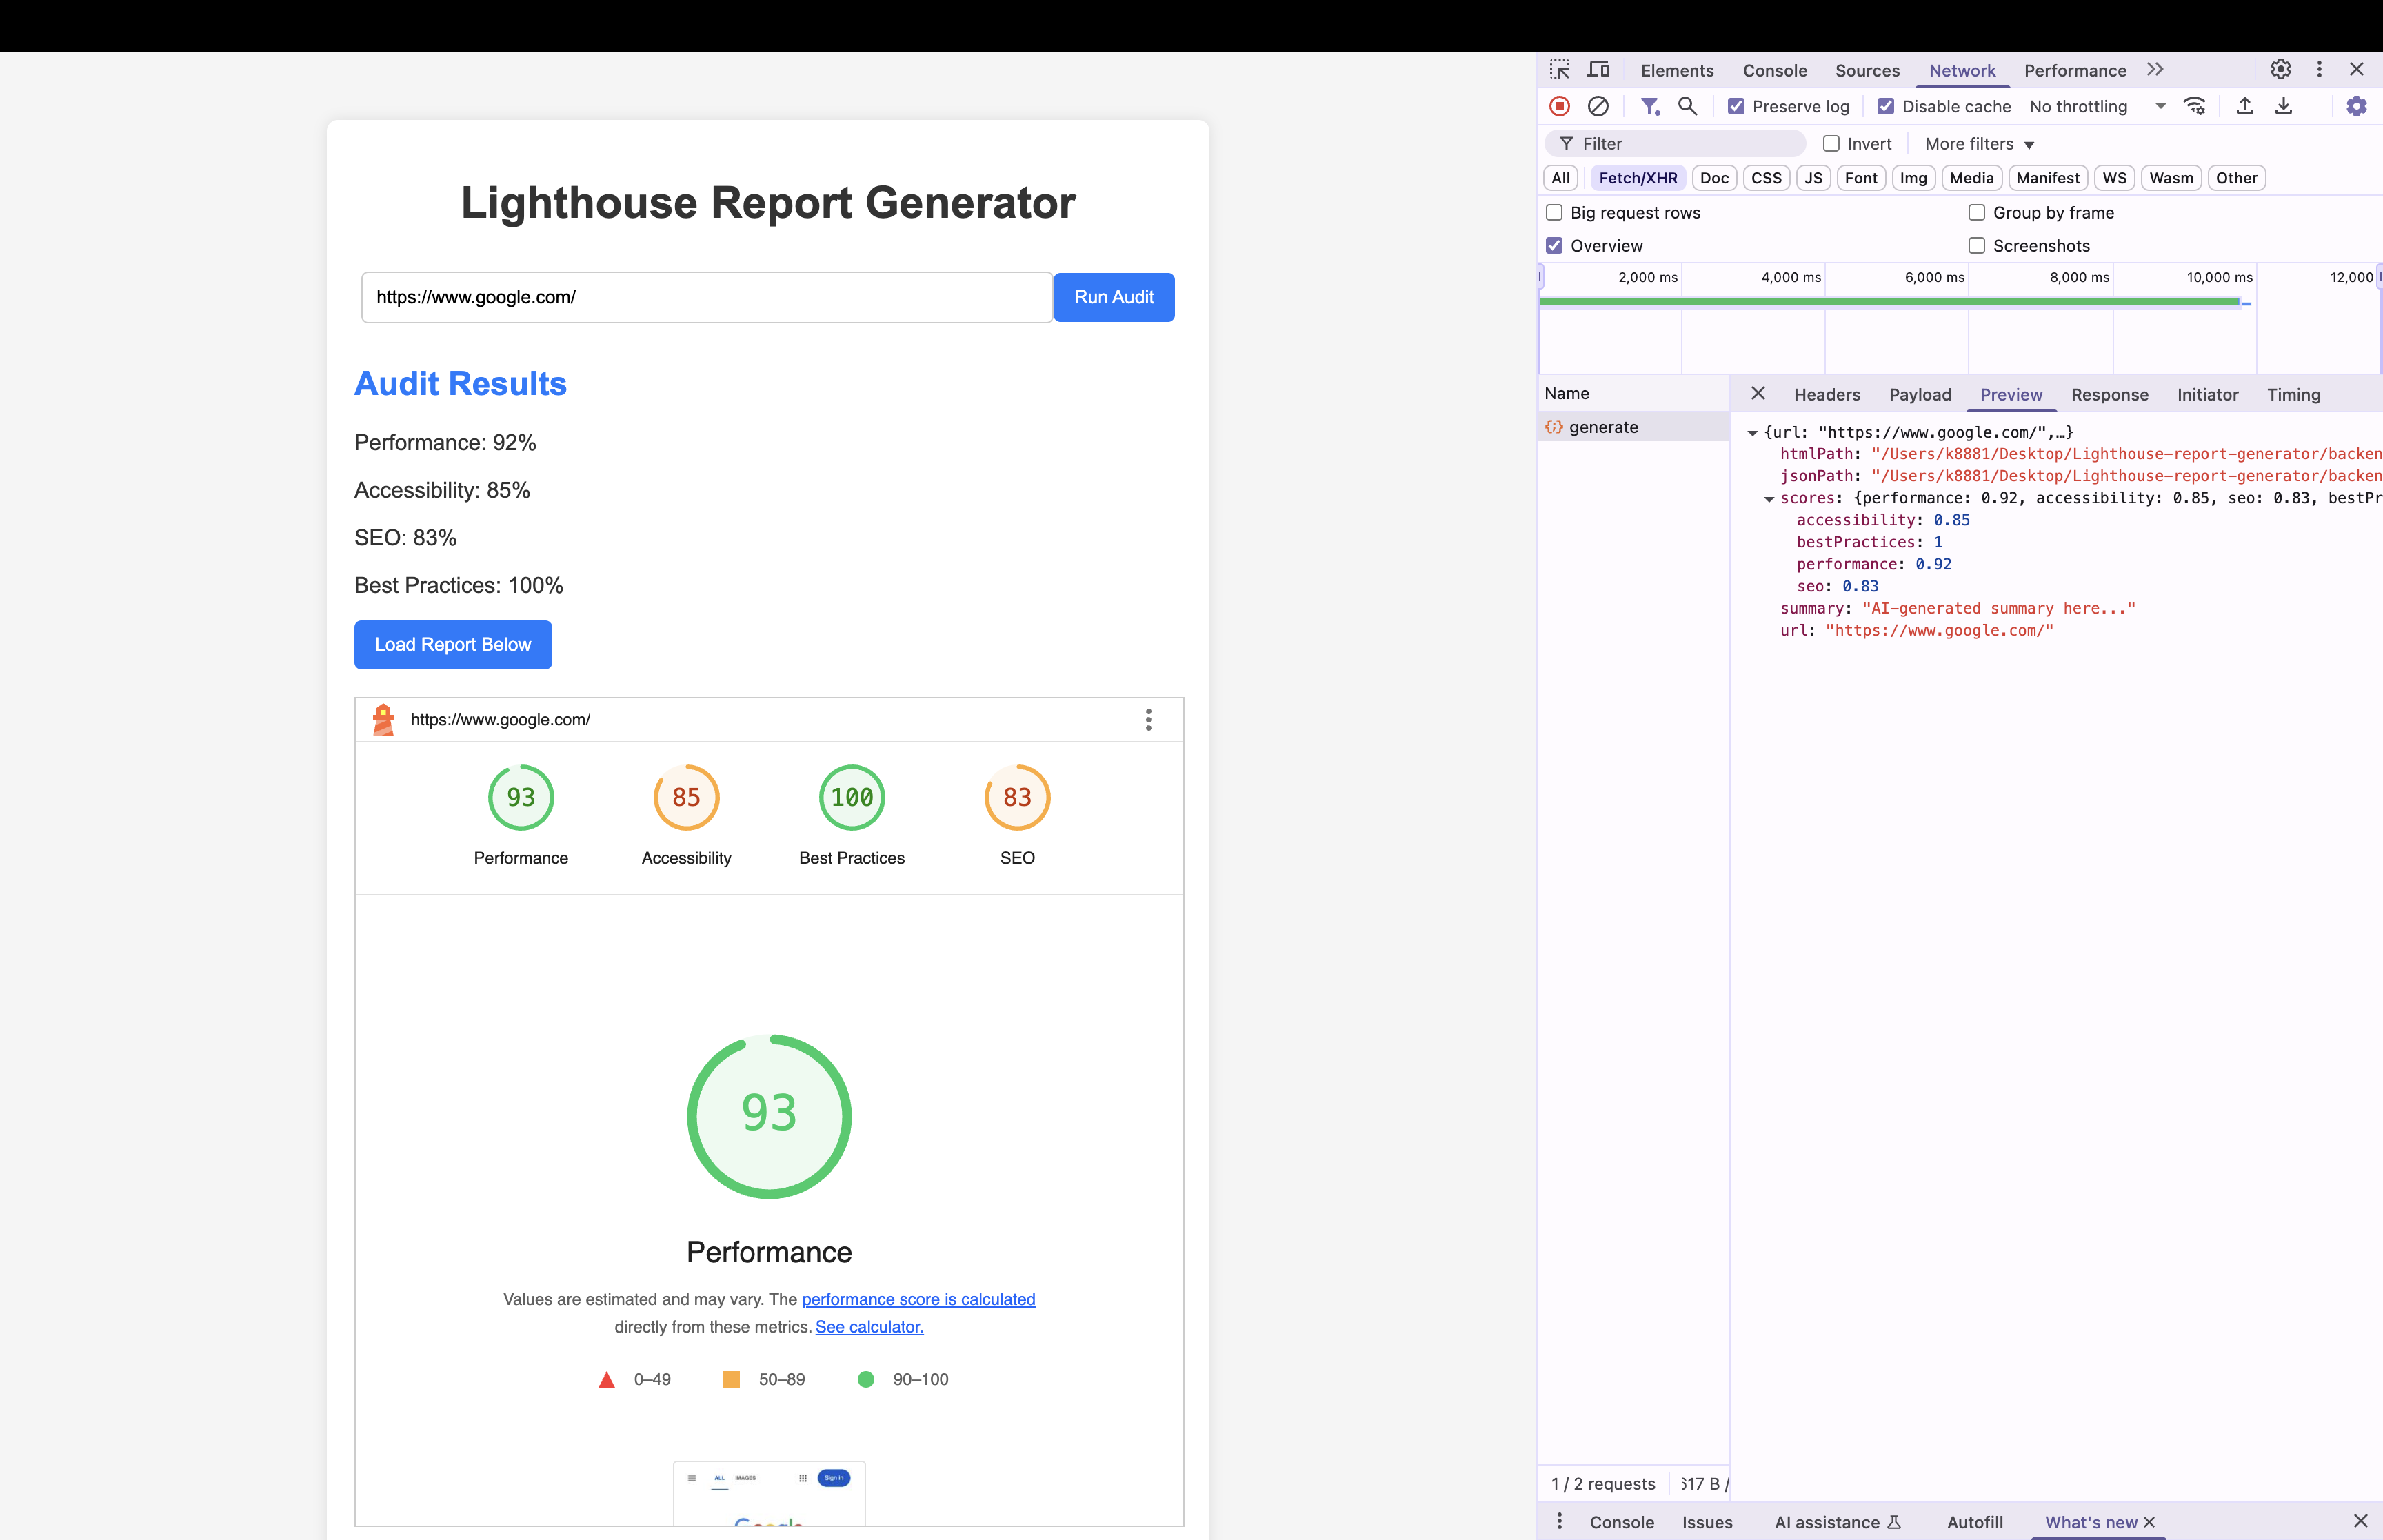 Lighthouse Report Generator
https://www.google.com/
Run Audit
Audit Results
Performance: 92%
Accessibility: 85%
SEO: 83%
Best Practices: 100%
Load Report Below
https://www.google.com/
93
85
100
83
Performance
Accessibility
Best Practices
SEO
93
Performance
Values are estimated and may vary. The performance score is calculated
directly from these metrics. See calculator.
0–49
50–89
90–100
ALL IMAGES Sign in
Google
Elements Console Sources Network Performance
Preserve log Disable cache No throttling
Filter Invert More filters
All Fetch/XHR Doc CSS JS Font Img Media Manifest WS Wasm Other
Big request rows Group by frame
Overview Screenshots
2,000 ms 4,000 ms 6,000 ms 8,000 ms 10,000 ms 12,000
Name
generate
Headers Payload Preview Response Initiator Timing
{url: "https://www.google.com/",…}
htmlPath: "/Users/k8881/Desktop/Lighthouse-report-generator/backen
jsonPath: "/Users/k8881/Desktop/Lighthouse-report-generator/backen
scores: {performance: 0.92, accessibility: 0.85, seo: 0.83, bestPr
accessibility: 0.85
bestPractices: 1
performance: 0.92
seo: 0.83
summary: "AI-generated summary here..."
url: "https://www.google.com/"
1 / 2 requests 617 B /
Console Issues AI assistance Autofill What's new